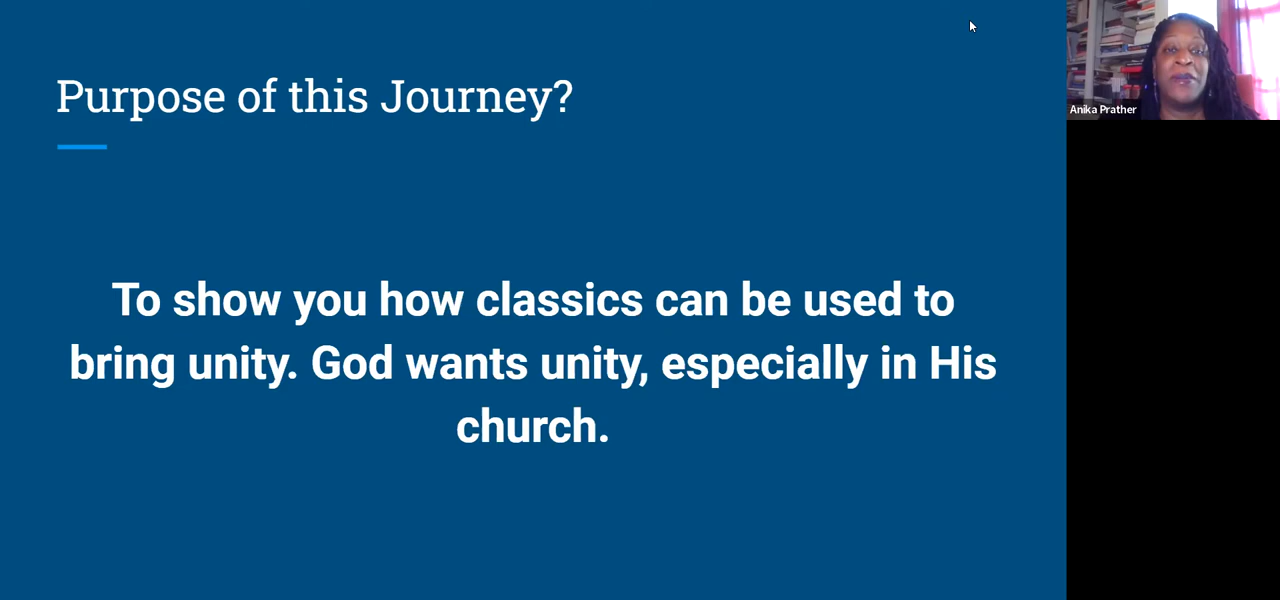 Purpose of this Journey?
To show you how classics can be used to
bring unity. God wants unity, especially in His
church.
Anika Prather